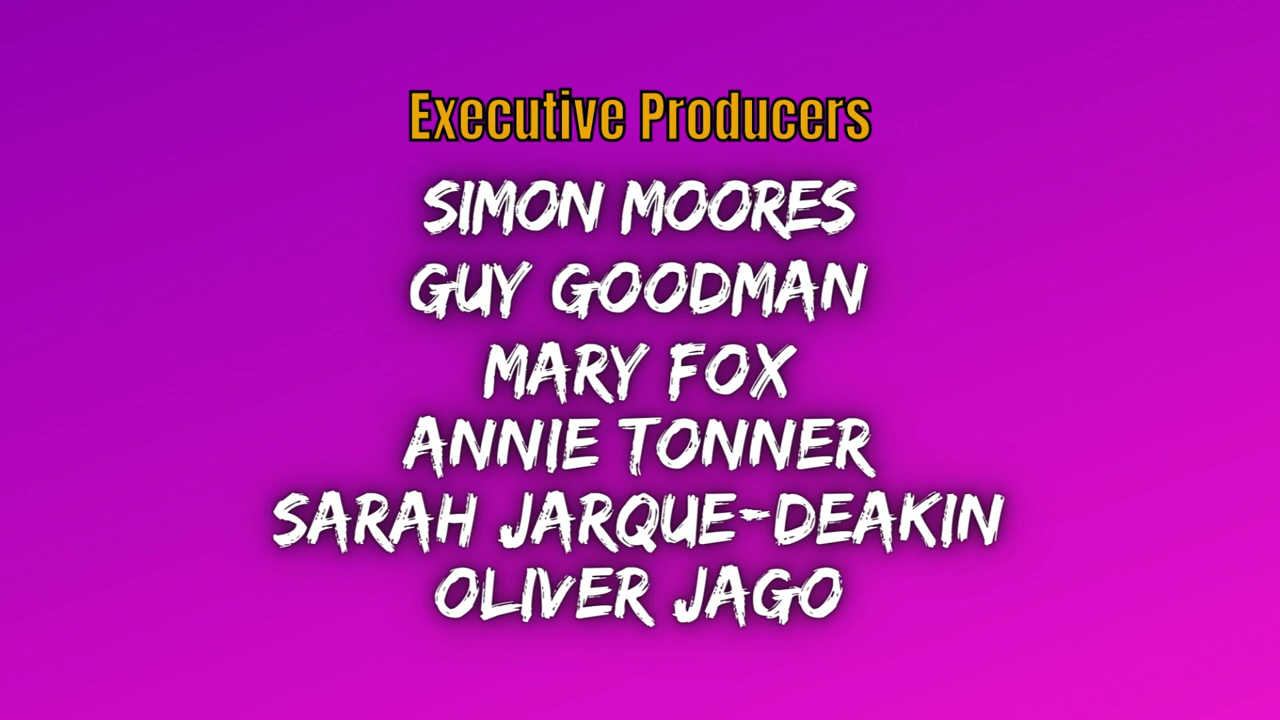 Executive Producers
SIMON MOORES
GUY GOODMAN
MARY FOX
ANNIE TONNER
SARAH JARQUE-DEAKIN
OLIVER JAGO